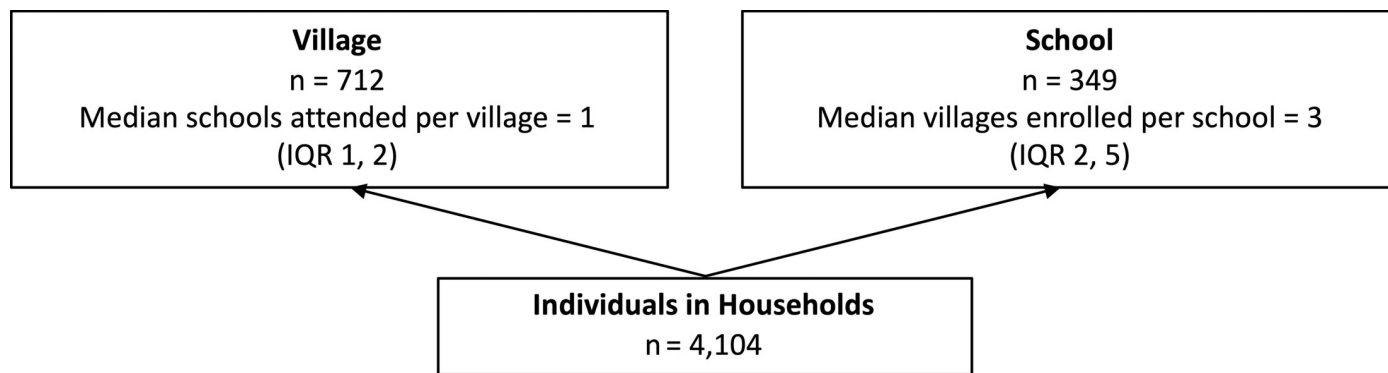 Village
n = 712
Median schools attended per village = 1
(IQR 1, 2)
School
n = 349
Median villages enrolled per school = 3
(IQR 2, 5)
Individuals in Households
n = 4,104